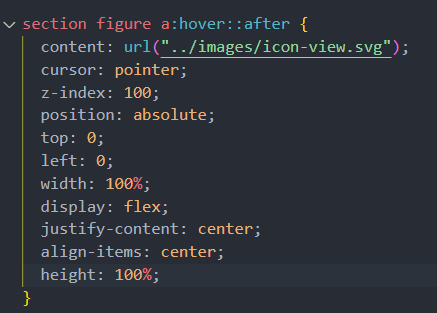 section figure a:hover::after {
  content: url("../images/icon-view.svg");
  cursor: pointer;
  z-index: 100;
  position: absolute;
  top: 0;
  left: 0;
  width: 100%;
  display: flex;
  justify-content: center;
  align-items: center;
  height: 100%;
}